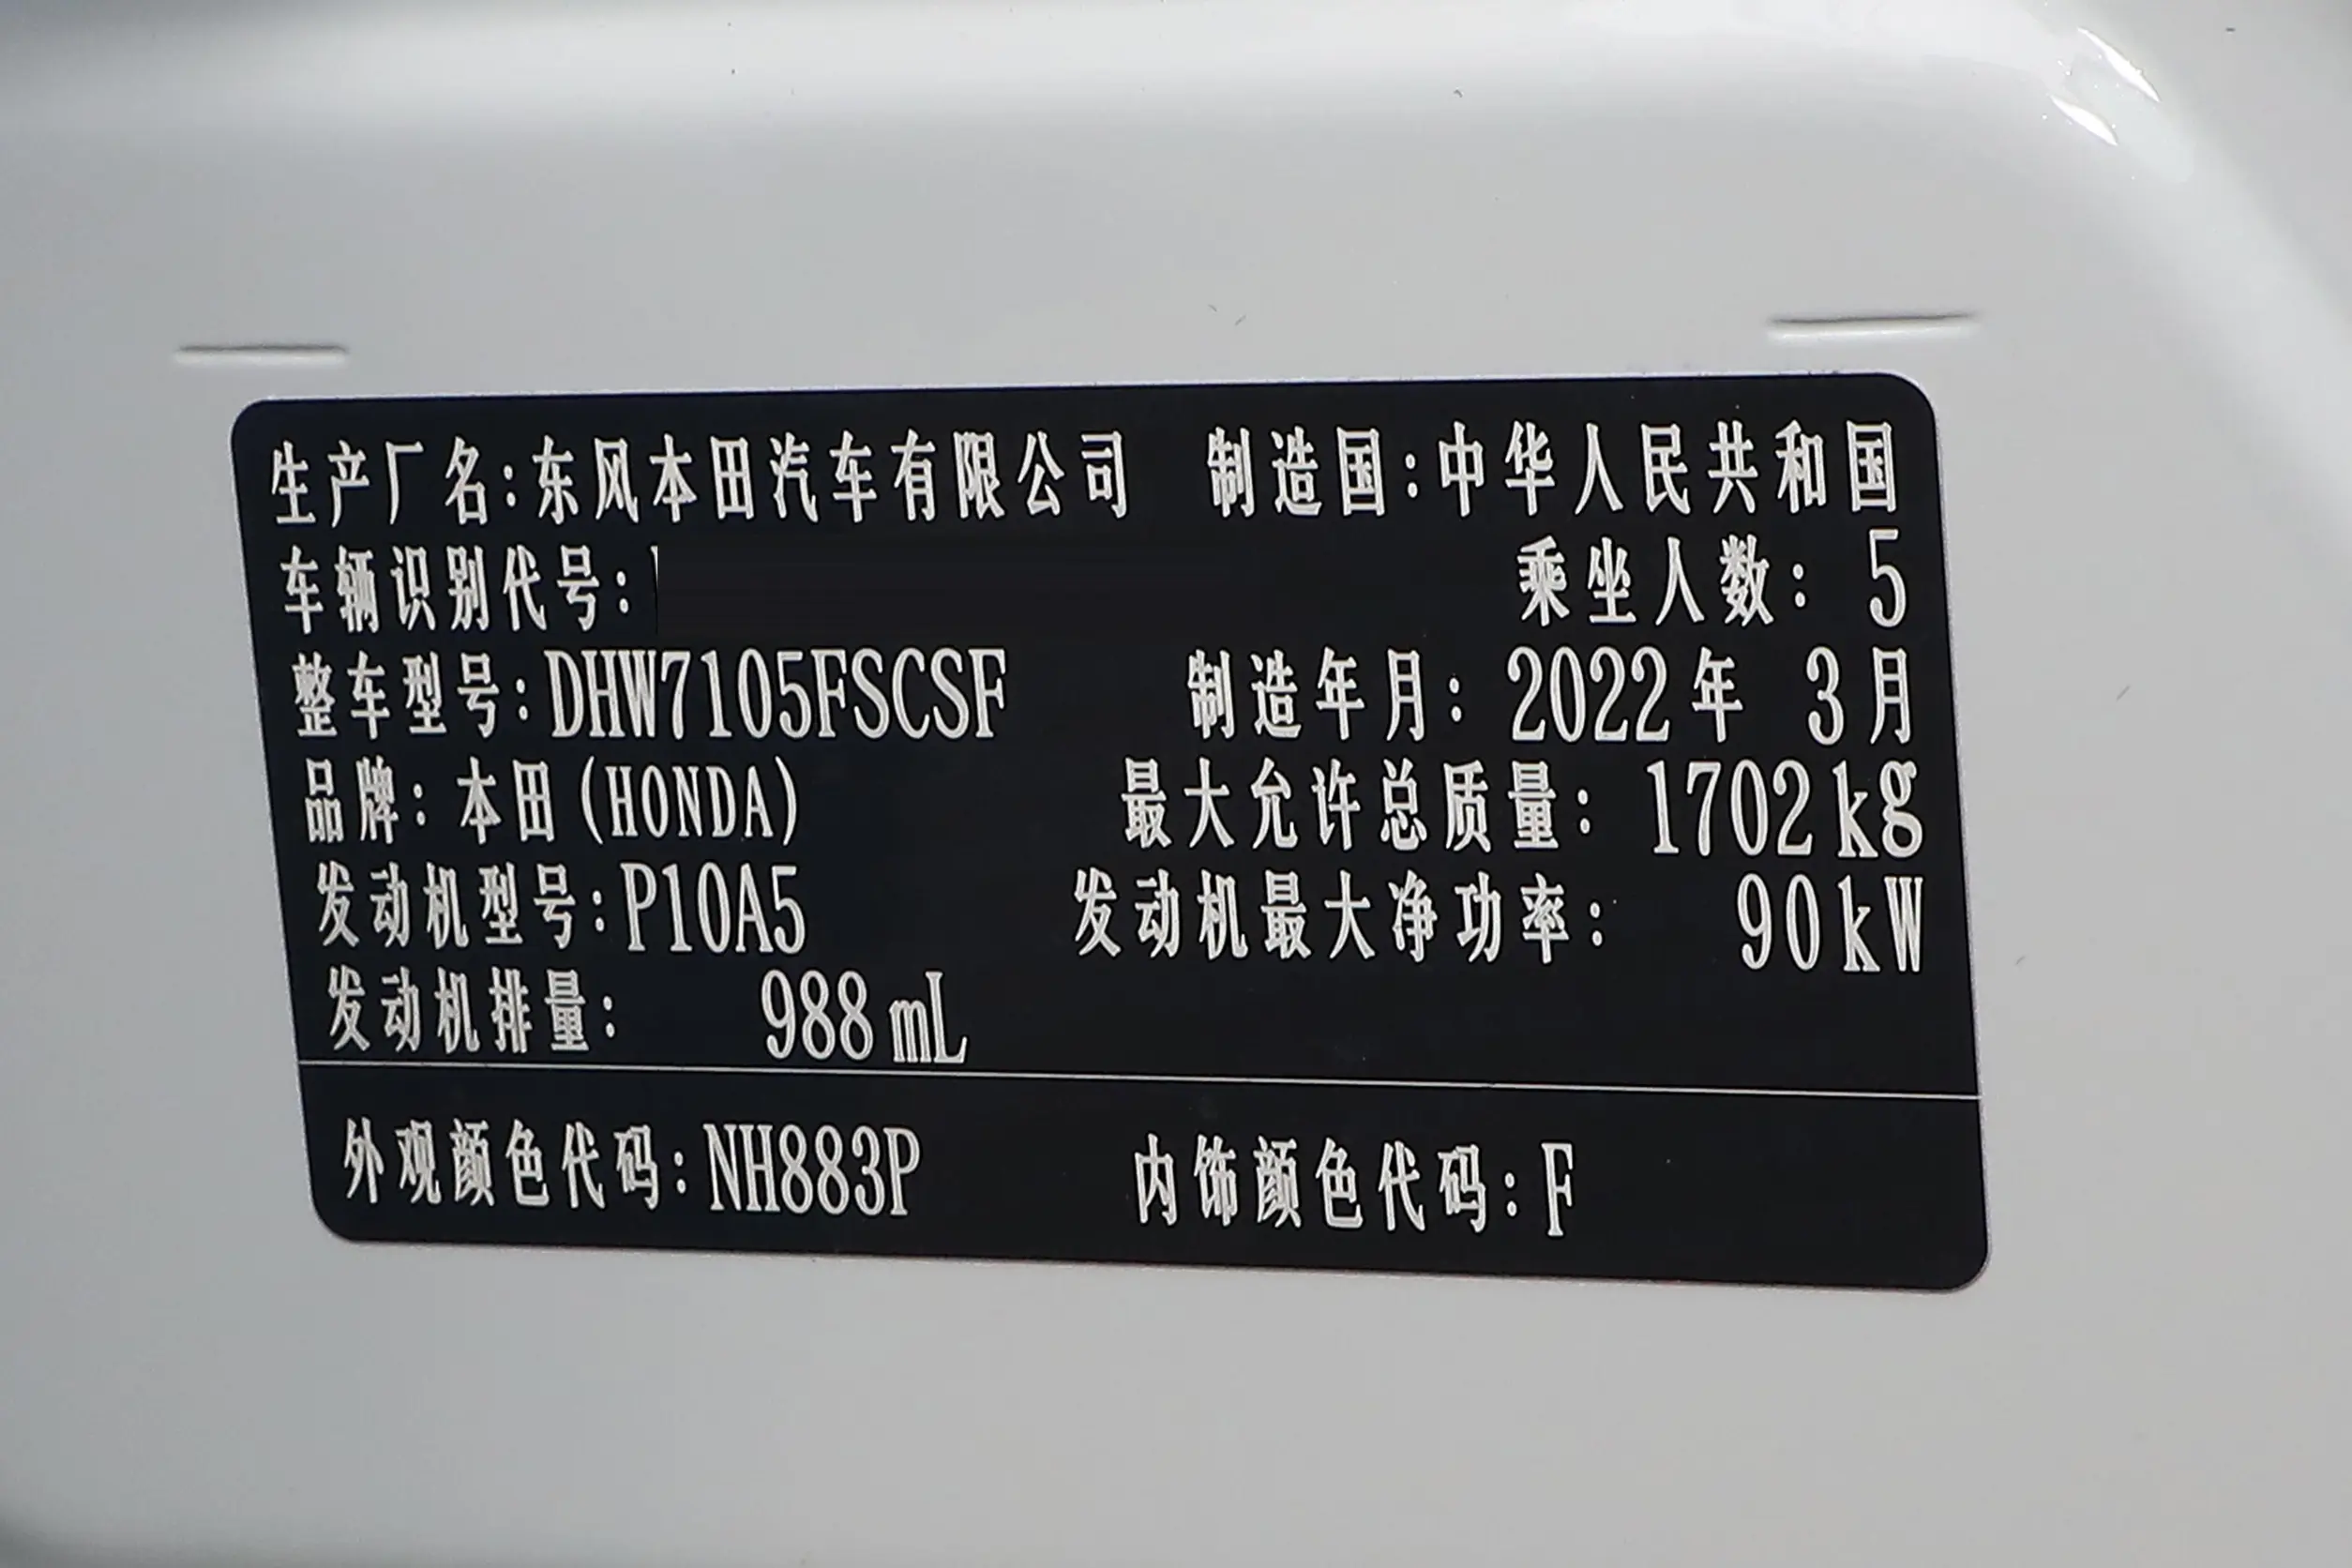 生产厂名:东风本田汽车有限公司 制造国:中华人民共和国
车辆识别代号: 乘坐人数: 5
整车型号:DHW7105FSCSF 制造年月: 2022年 3月
品牌: 本田(HONDA) 最大允许总质量: 1702kg
发动机型号:P10A5 发动机最大净功率: 90kW
发动机排量: 988mL
外观颜色代码:NH883P 内饰颜色代码:F